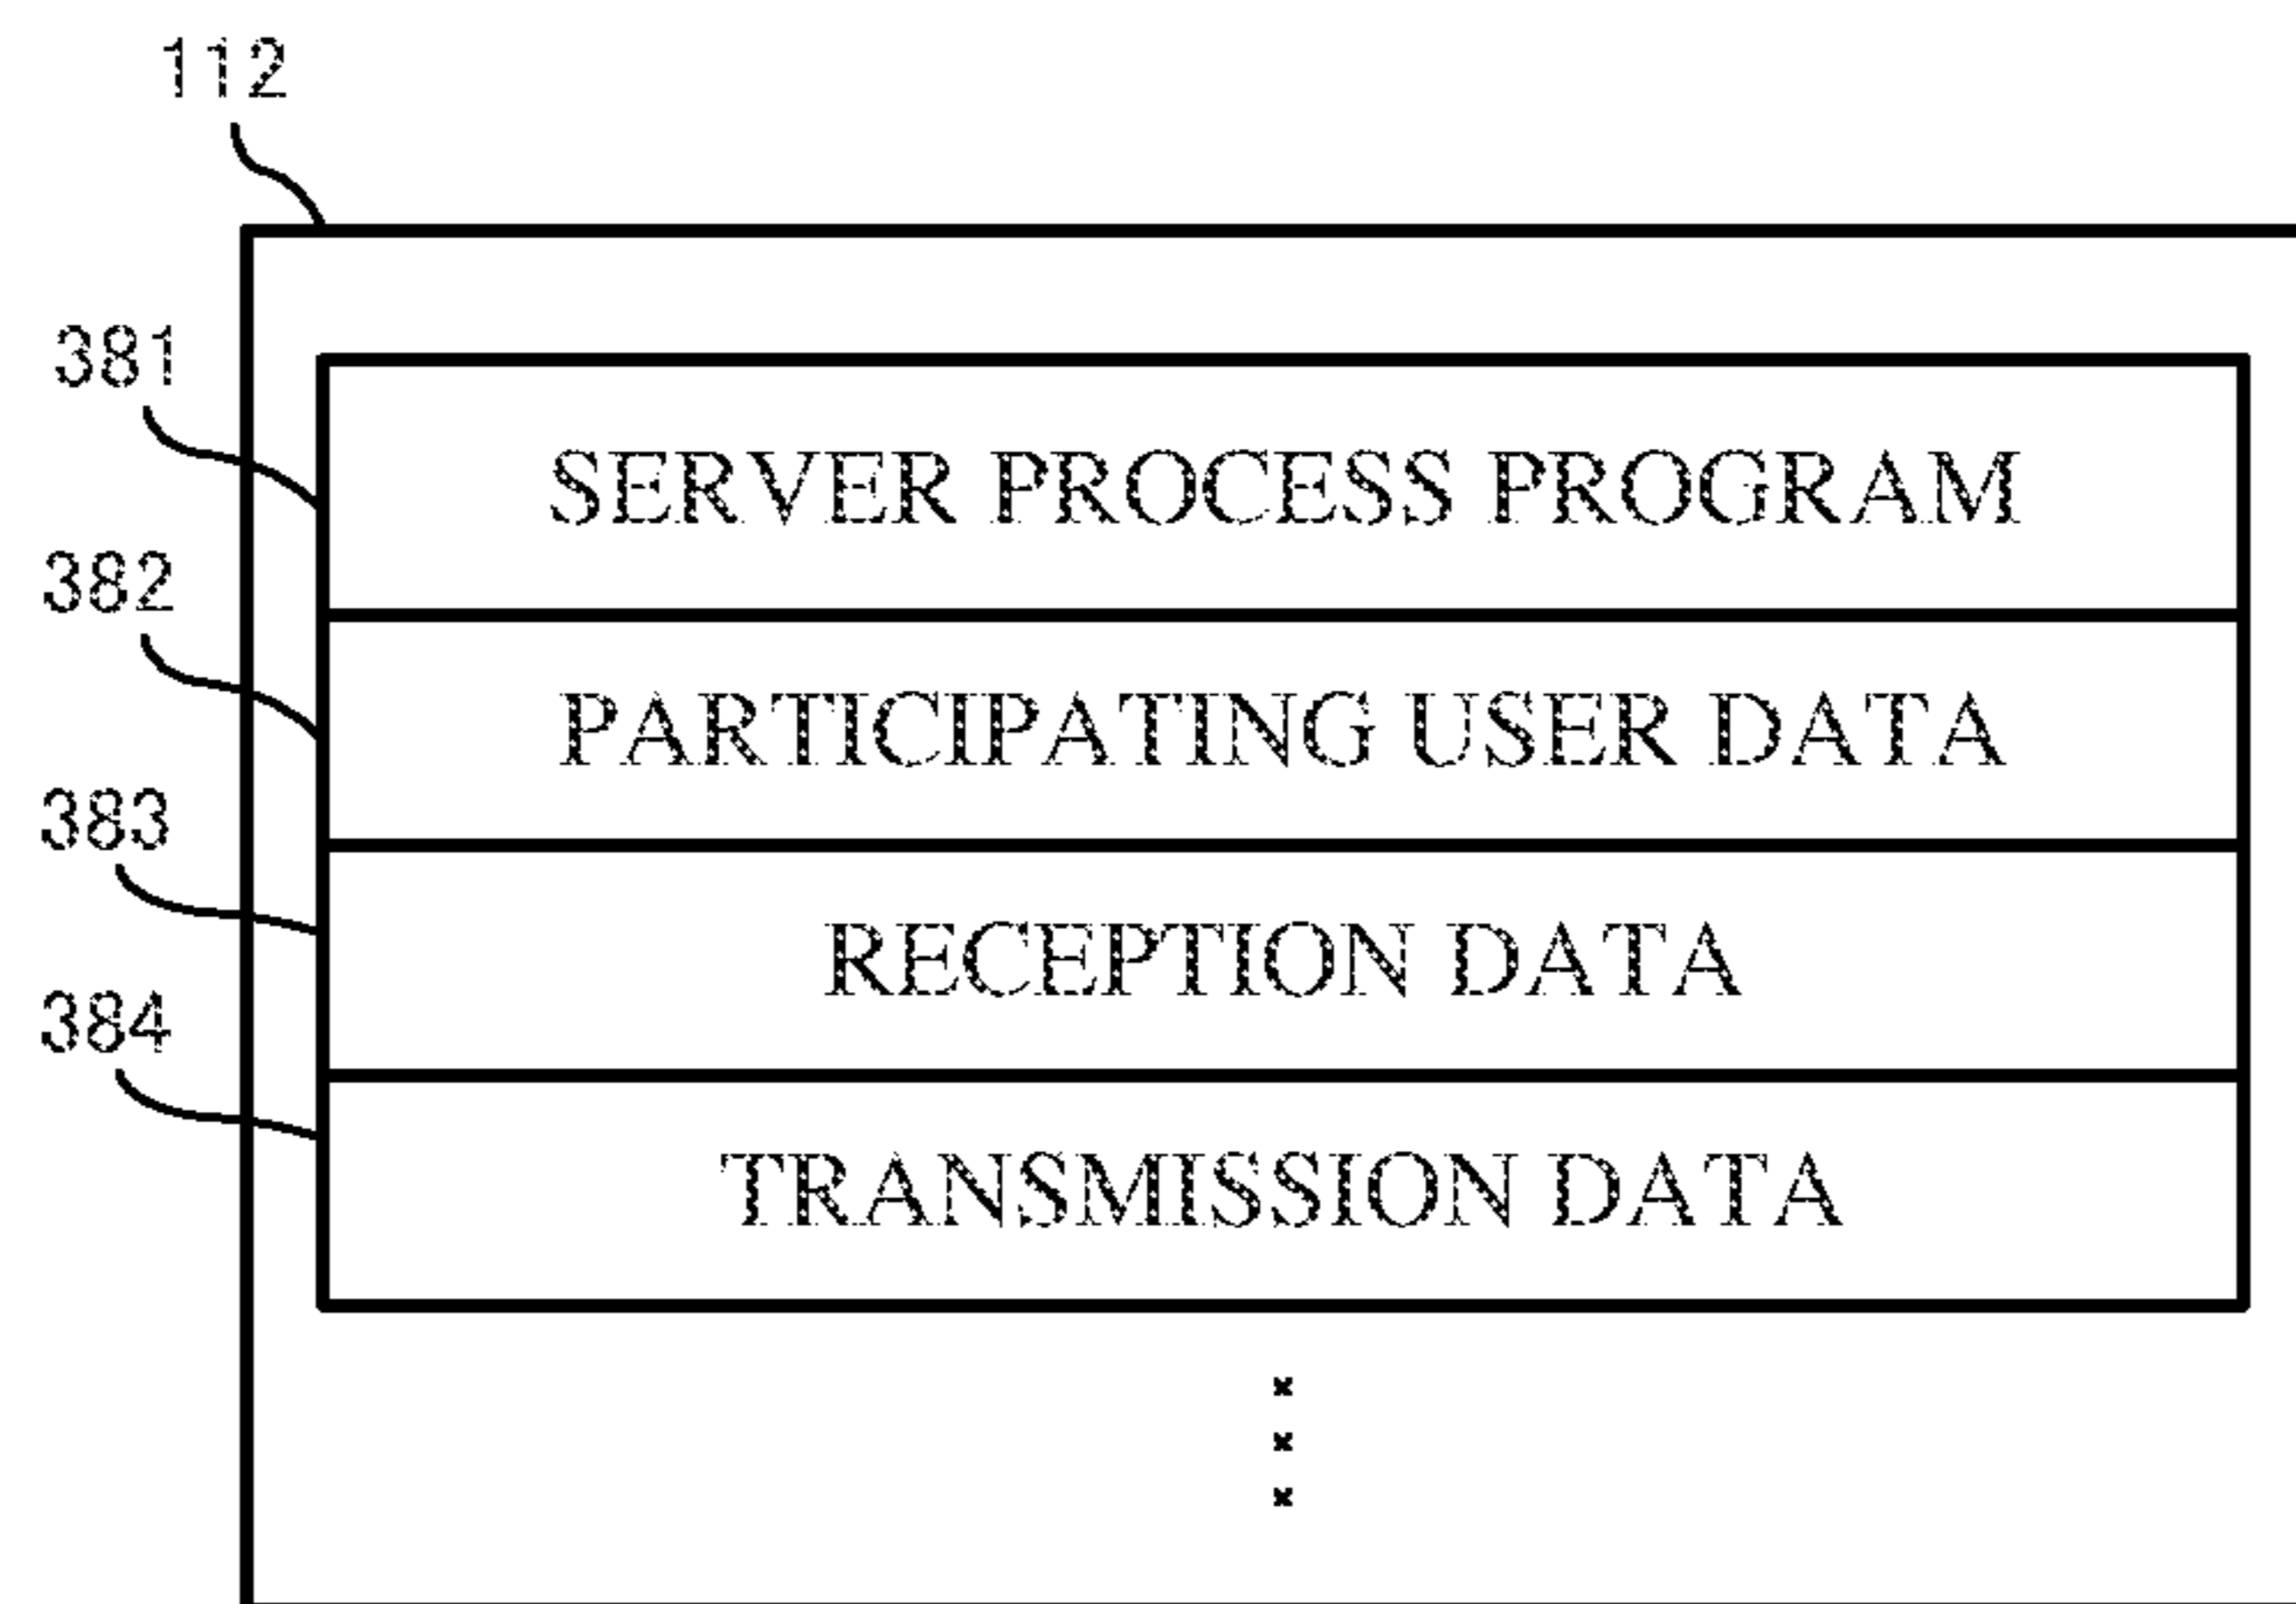 112
381
SERVER PROCESS PROGRAM
382
PARTICIPATING USER DATA
383
RECEPTION DATA
384
TRANSMISSION DATA